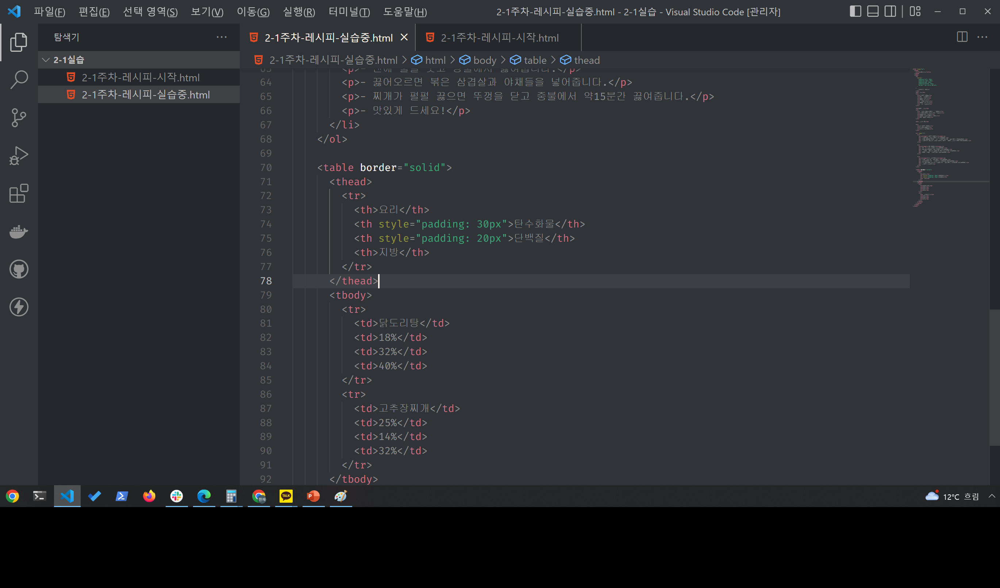 파일(F) 편집(E) 선택 영역(S) 보기(V) 이동(G) 실행(R) 터미널(T) 도움말(H) 2-1주차-레시피-실습중.html - 2-1실습 - Visual Studio Code [관리자]
탐색기
2-1실습
2-1주차-레시피-시작.html
2-1주차-레시피-실습중.html
2-1주차-레시피-실습중.html 2-1주차-레시피-시작.html
2-1주차-레시피-실습중.html > html > body > table > thead
64 <p>- 끓어오르면 볶은 삼겹살과 야채들을 넣어줍니다.</p>
65 <p>- 찌개가 펄펄 끓으면 뚜껑을 닫고 중불에서 약15분간 끓여줍니다.</p>
66 <p>- 맛있게 드세요!</p>
67 </li>
68 </ol>
69
70 <table border="solid">
71 <thead>
72 <tr>
73 <th>요리</th>
74 <th style="padding: 30px">탄수화물</th>
75 <th style="padding: 20px">단백질</th>
76 <th>지방</th>
77 </tr>
78 </thead>
79 <tbody>
80 <tr>
81 <td>닭도리탕</td>
82 <td>18%</td>
83 <td>32%</td>
84 <td>40%</td>
85 </tr>
86 <tr>
87 <td>고추장찌개</td>
88 <td>25%</td>
89 <td>14%</td>
90 <td>32%</td>
91 </tr>
92 </tbody>
TALK
12°C 흐림